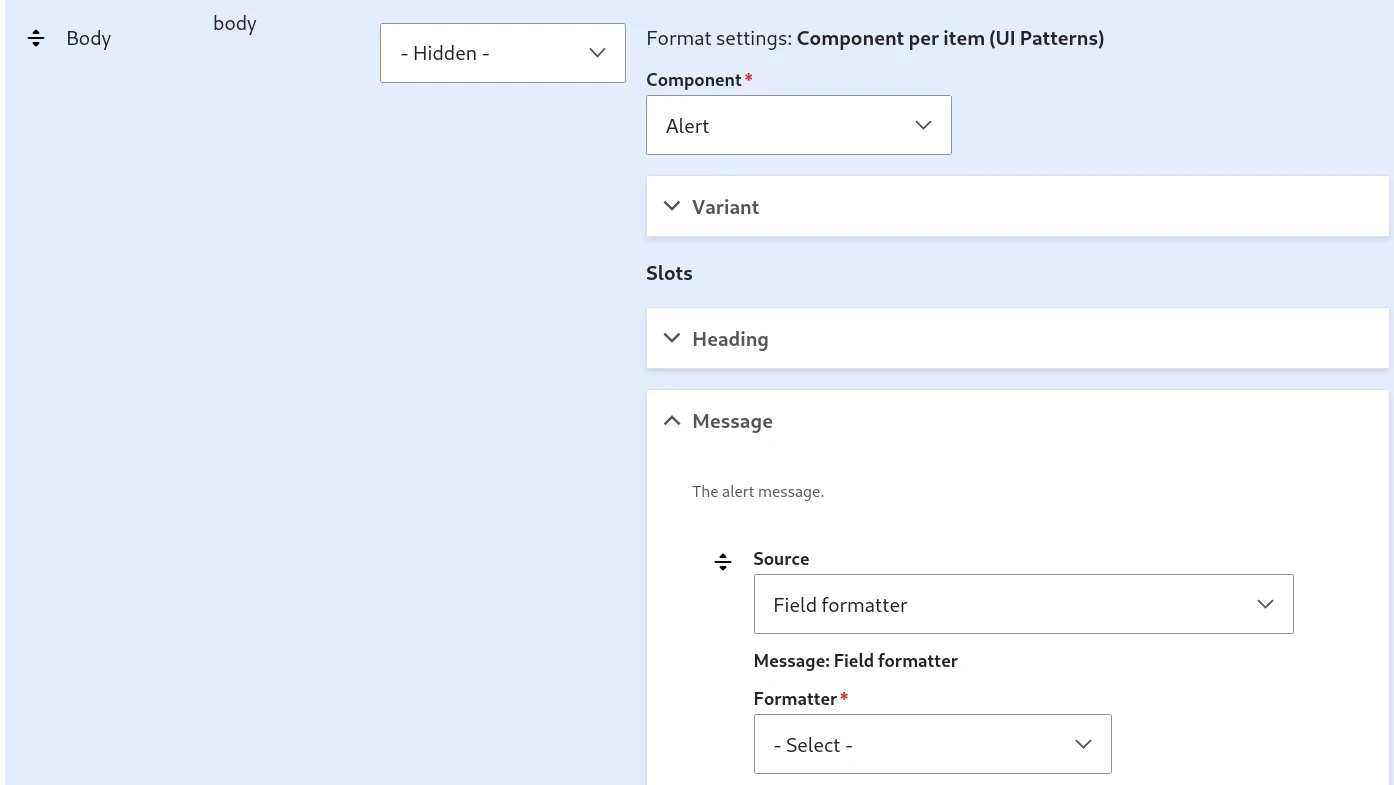 Body
body
- Hidden -
Format settings: Component per item (UI Patterns)
Component*
Alert
Variant
Slots
Heading
Message
The alert message.
Source
Field formatter
Message: Field formatter
Formatter*
- Select -